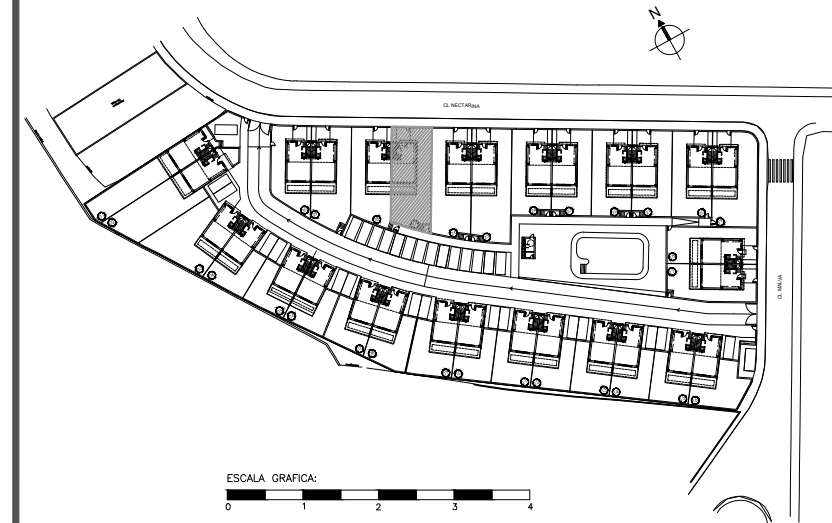 N
CL NECTARINA
CL MALVA
ESCALA GRAFICA:
0 1 2 3 4